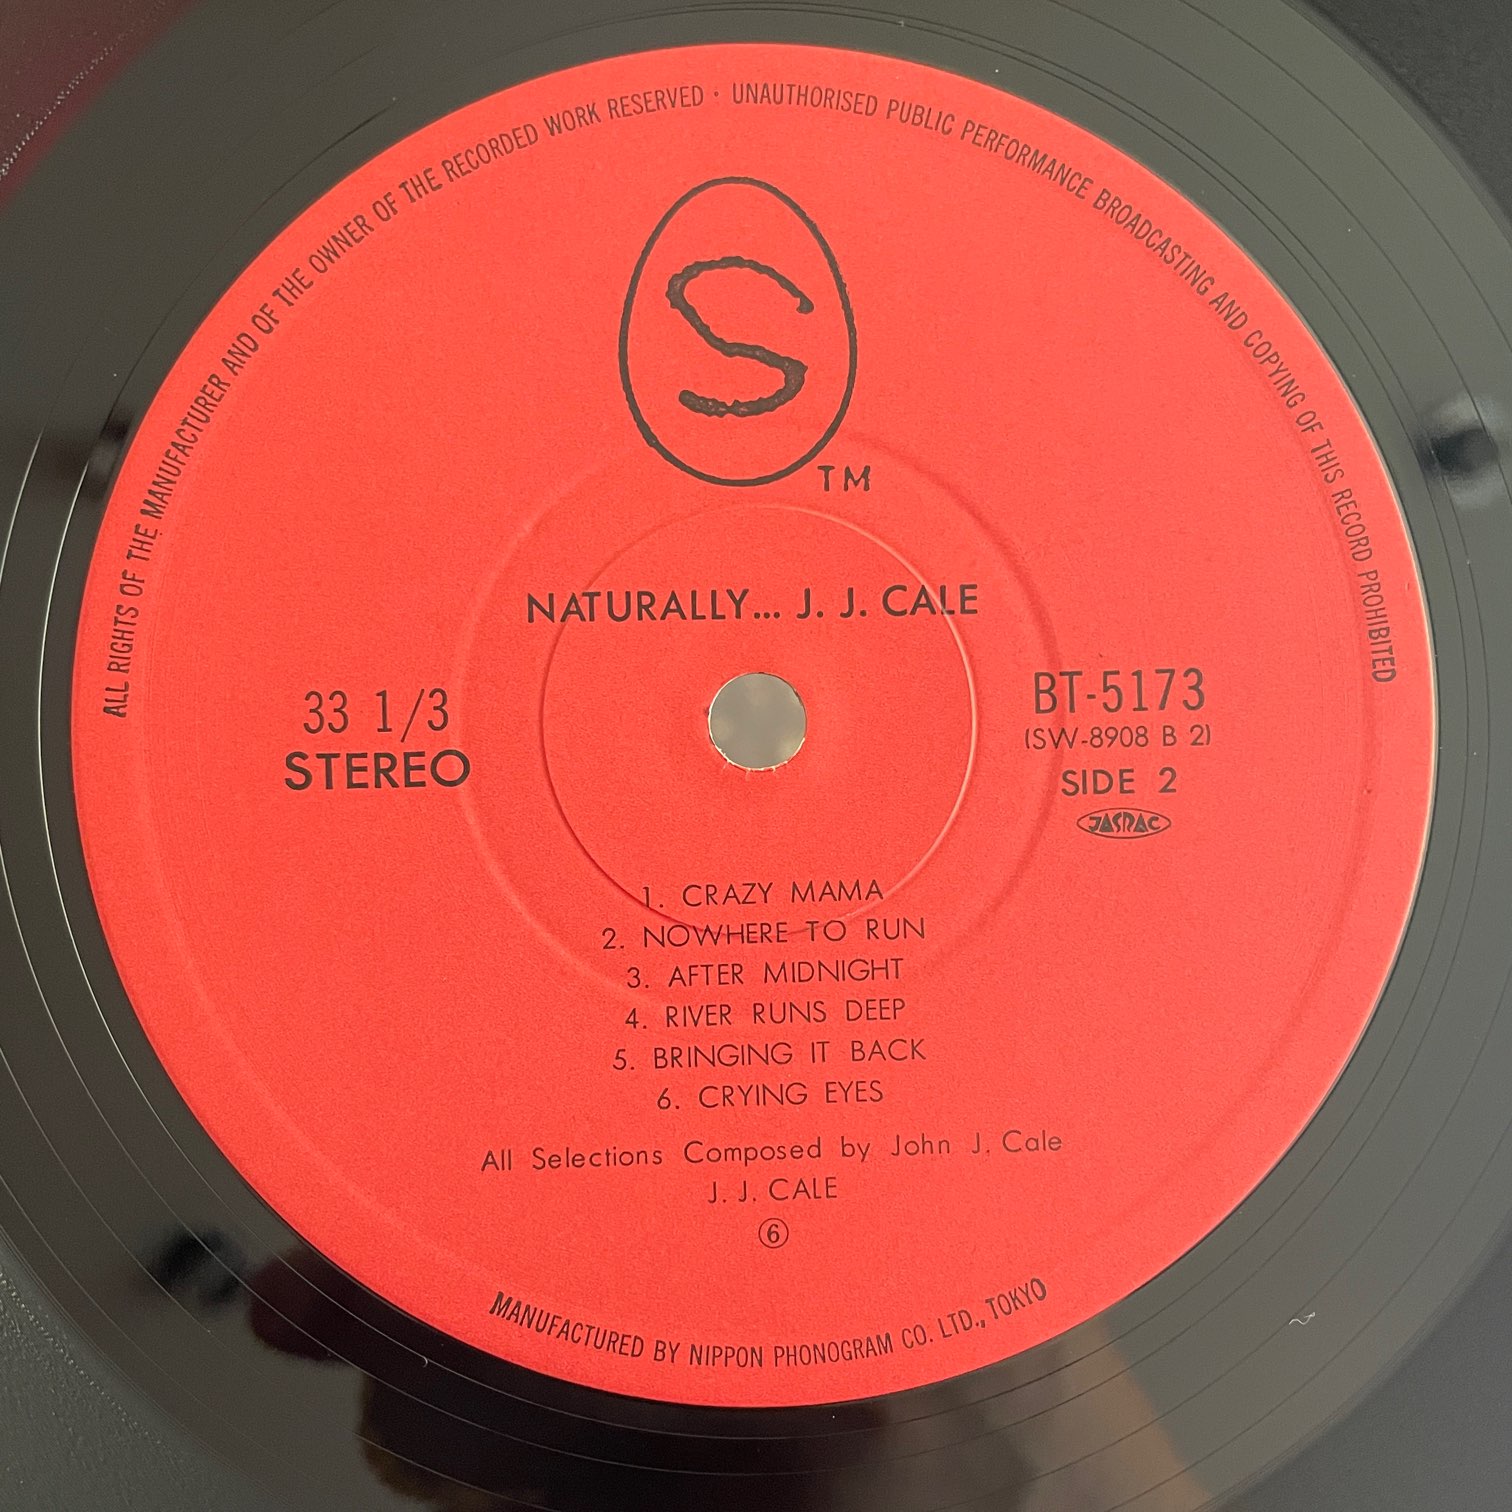 ALL RIGHTS OF THE MANUFACTURER AND OF THE OWNER OF THE RECORDED WORK RESERVED · UNAUTHORISED PUBLIC PERFORMANCE BROADCASTING AND COPYING OF THIS RECORD PROHIBITED
S
TM
NATURALLY... J. J. CALE
33 1/3
STEREO
BT-5173
(SW-8908 B 2)
SIDE 2
JASRAC
1. CRAZY MAMA
2. NOWHERE TO RUN
3. AFTER MIDNIGHT
4. RIVER RUNS DEEP
5. BRINGING IT BACK
6. CRYING EYES
All Selections Composed by John J. Cale
J. J. CALE
⑥
MANUFACTURED BY NIPPON PHONOGRAM CO. LTD., TOKYO